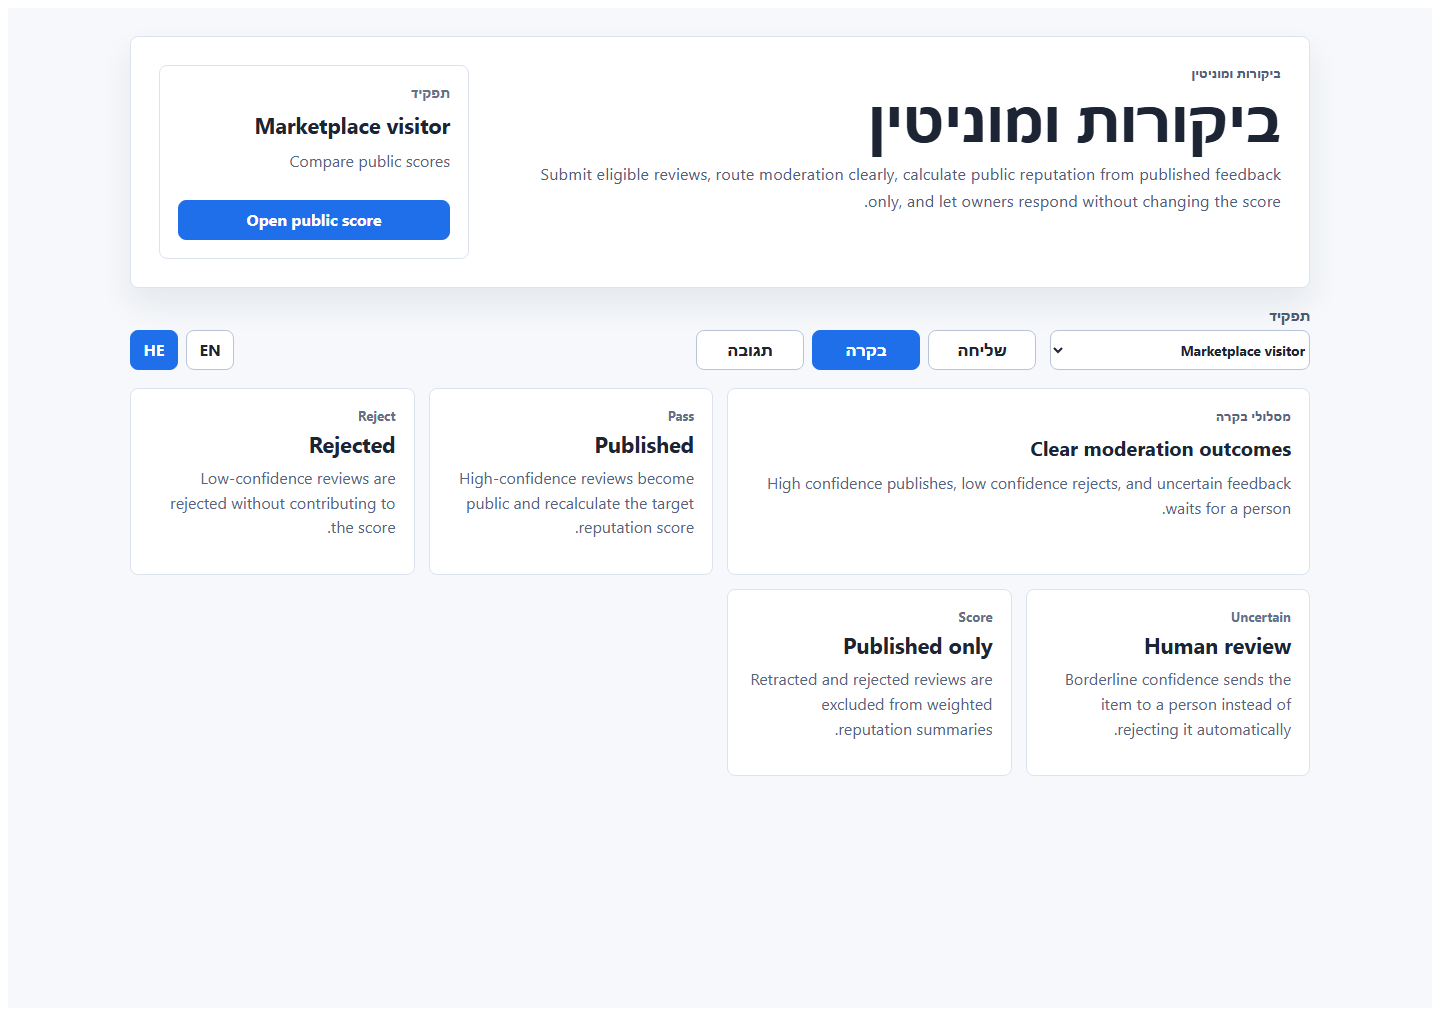 ביקורות ומוניטין
ביקורות ומוניטין
Submit eligible reviews, route moderation clearly, calculate public reputation from published feedback
only, and let owners respond without changing the score.
תפקיד
Marketplace visitor
Compare public scores
Open public score
תפקיד
Marketplace visitor
שליחה
בקרה
תגובה
EN
HE
מסלולי בקרה
Clear moderation outcomes
High confidence publishes, low confidence rejects, and uncertain feedback
waits for a person.
Pass
Published
High-confidence reviews become
public and recalculate the target
reputation score.
Reject
Rejected
Low-confidence reviews are
rejected without contributing to
the score.
Uncertain
Human review
Borderline confidence sends the
item to a person instead of
rejecting it automatically.
Score
Published only
Retracted and rejected reviews are
excluded from weighted
reputation summaries.